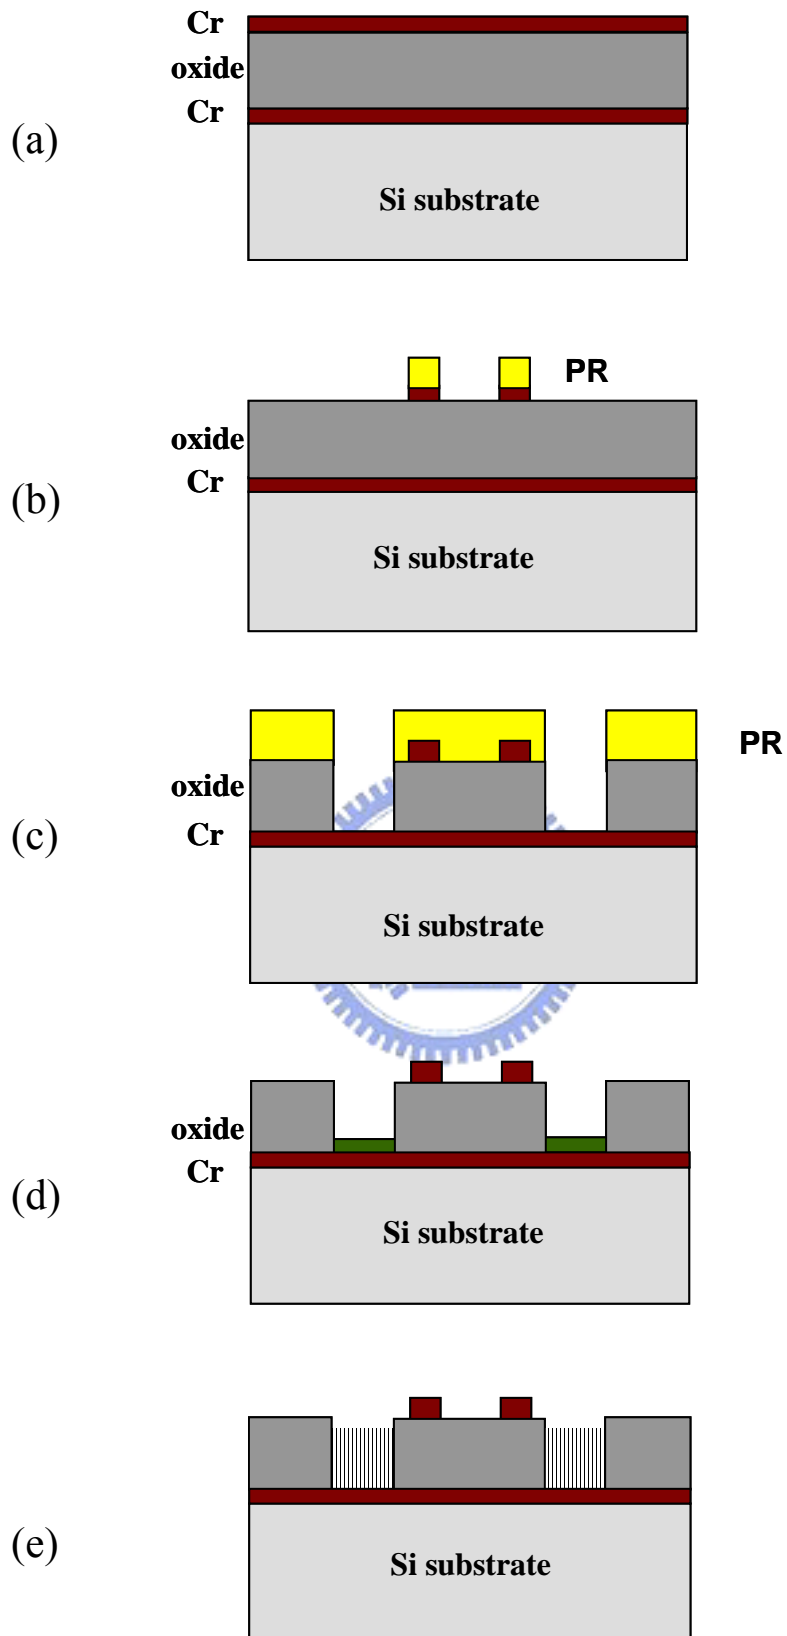 Cr
oxide
Cr
(a)
Si substrate
PR
oxide
Cr
(b)
Si substrate
PR
oxide
Cr
(c)
Si substrate
oxide
Cr
(d)
Si substrate
(e)
Si substrate